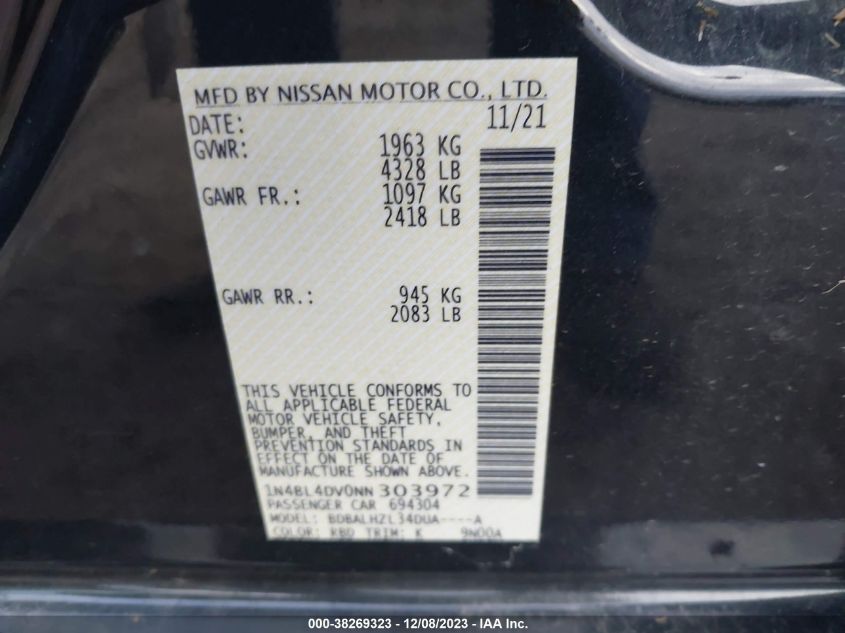 MFD BY NISSAN MOTOR CO., LTD.
DATE: 11/21
GVWR: 1963 KG
4328 LB
GAWR FR.: 1097 KG
2418 LB
GAWR RR.: 945 KG
2083 LB
THIS VEHICLE CONFORMS TO
ALL APPLICABLE FEDERAL
MOTOR VEHICLE SAFETY,
BUMPER, AND THEFT
PREVENTION STANDARDS IN
EFFECT ON THE DATE OF
MANUFACTURE SHOWN ABOVE.
1N4BL4DV0NN 303972
PASSENGER CAR 694304
MODEL: BDBALHZL34DUA----A
COLOR: RBD TRIM: K 9N00A
000-38269323 - 12/08/2023 - IAA Inc.